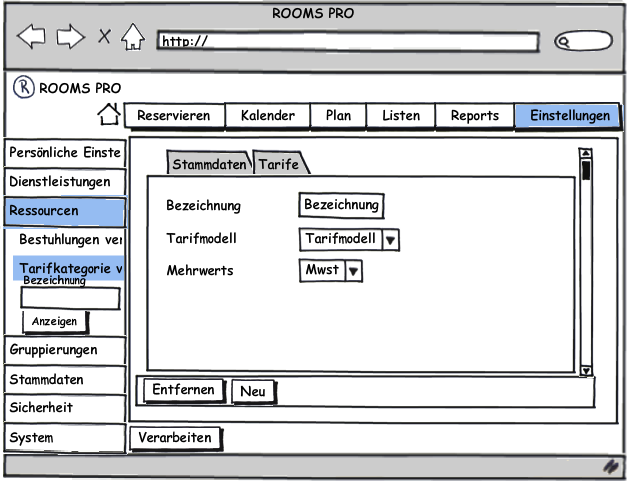 ROOMS PRO
http://
R ROOMS PRO
Reservieren Kalender Plan Listen Reports Einstellungen
Persönliche Einste
Dienstleistungen
Ressourcen
Bestuhlungen ver
Tarifkategorie v
Bezeichnung
Anzeigen
Gruppierungen
Stammdaten
Sicherheit
System
Stammdaten Tarife
Bezeichnung Bezeichnung
Tarifmodell Tarifmodell
Mehrwerts Mwst
Entfernen Neu
Verarbeiten